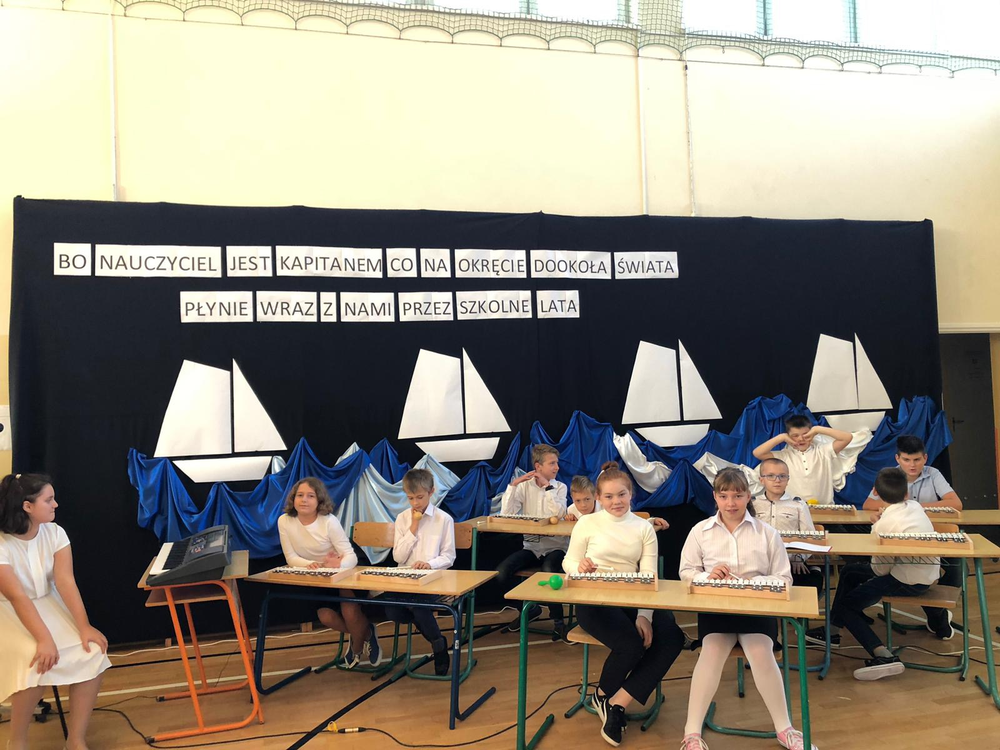 BO NAUCZYCIEL JEST KAPITANEM CO NA OKRĘCIE DOOKOŁA ŚWIATA
PŁYNIE WRAZ Z NAMI PRZEZ SZKOLNE LATA